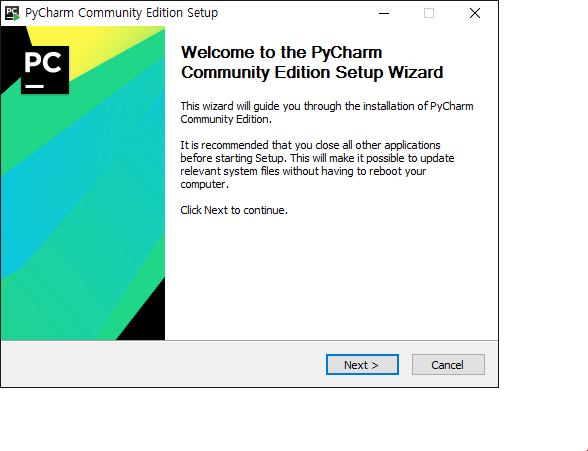 PyCharm Community Edition Setup
PC
Welcome to the PyCharm
Community Edition Setup Wizard
This wizard will guide you through the installation of PyCharm
Community Edition.
It is recommended that you close all other applications
before starting Setup. This will make it possible to update
relevant system files without having to reboot your
computer.
Click Next to continue.
Next >
Cancel